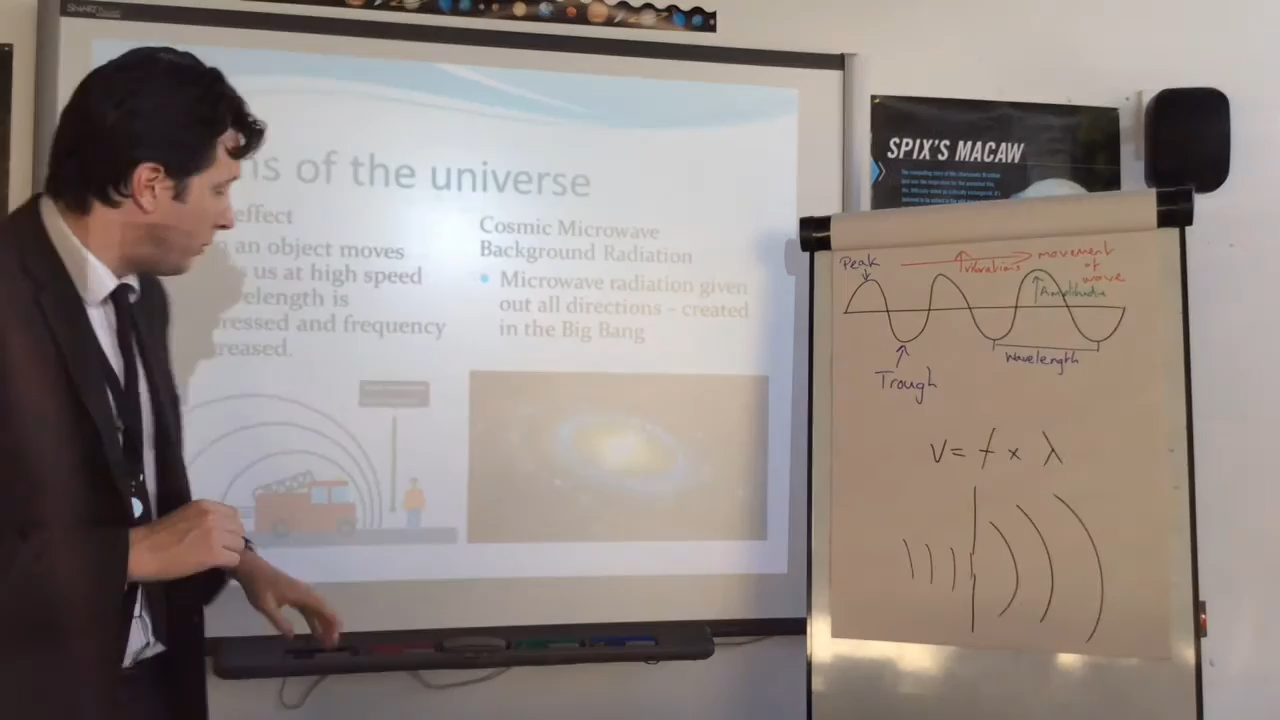 SMART
ns of the universe
effect
an object moves
us at high speed
elength is
ressed and frequency
reased.
Cosmic Microwave
Background Radiation
• Microwave radiation given
out all directions – created
in the Big Bang
SPIX'S MACAW
Peak
Vibrations
movement
of
wave
Amplitude
Wavelength
Trough
v = f x λ